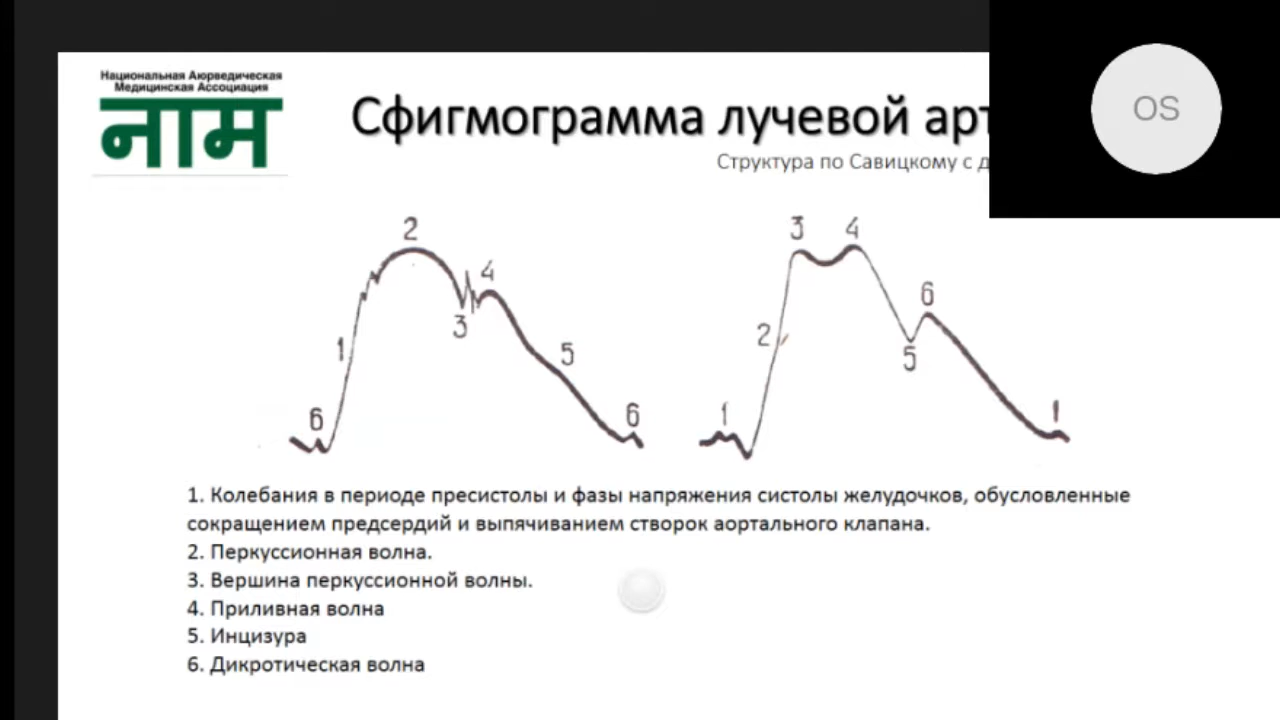 Национальная Аюрведическая
Медицинская Ассоциация
नाम
Сфигмограмма лучевой
Структура по Савицкому с
OS
2
4
3
1
5
6
6
3
4
6
2
5
1
1
1. Колебания в периоде пресистолы и фазы напряжения систолы желудочков, обусловленные
сокращением предсердий и выпячиванием створок аортального клапана.
2. Перкуссионная волна.
3. Вершина перкуссионной волны.
4. Приливная волна
5. Инцизура
6. Дикротическая волна